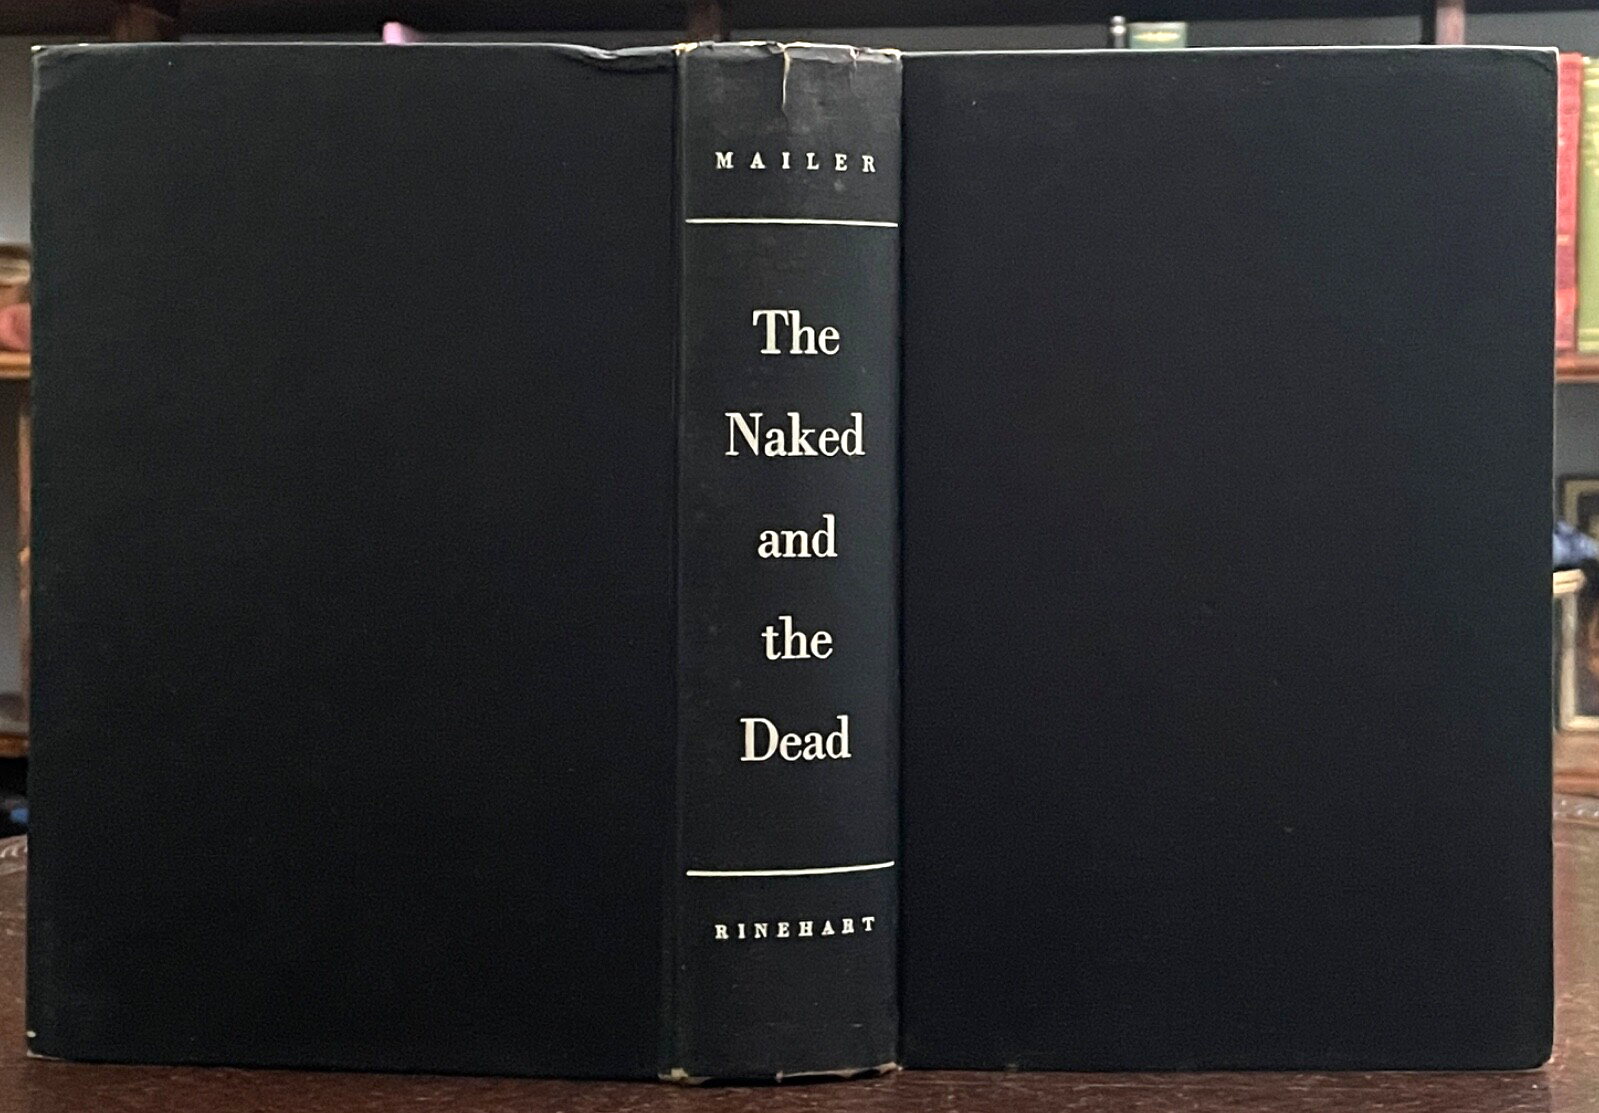 MAILER
The
Naked
and
the
Dead
RINEHART